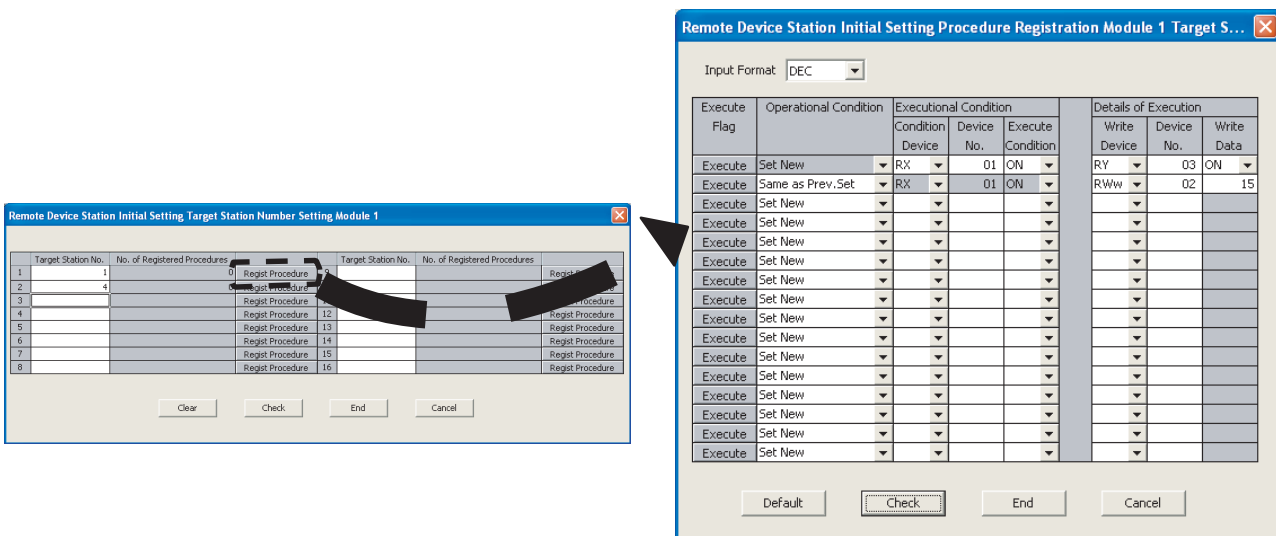 Remote Device Station Initial Setting Target Station Number Setting Module 1
Target Station No. No. of Registered Procedures Target Station No. No. of Registered Procedures
1 1 0 Regist Procedure 9
2 4 0 Regist Procedure
3 Regist Procedure
4 Regist Procedure 12 Regist Procedure
5 Regist Procedure 13 Regist Procedure
6 Regist Procedure 14 Regist Procedure
7 Regist Procedure 15 Regist Procedure
8 Regist Procedure 16 Regist Procedure
Clear Check End Cancel
Remote Device Station Initial Setting Procedure Registration Module 1 Target S...
Input Format DEC
Execute Operational Condition Executional Condition Details of Execution
Flag Condition Device Execute Write Device Write
Device No. Condition Device No. Data
Execute Set New RX 01 ON RY 03 ON
Execute Same as Prev.Set RX 01 ON RWw 02 15
Execute Set New
Execute Set New
Execute Set New
Execute Set New
Execute Set New
Execute Set New
Execute Set New
Execute Set New
Execute Set New
Execute Set New
Execute Set New
Execute Set New
Execute Set New
Execute Set New
Default Check End Cancel